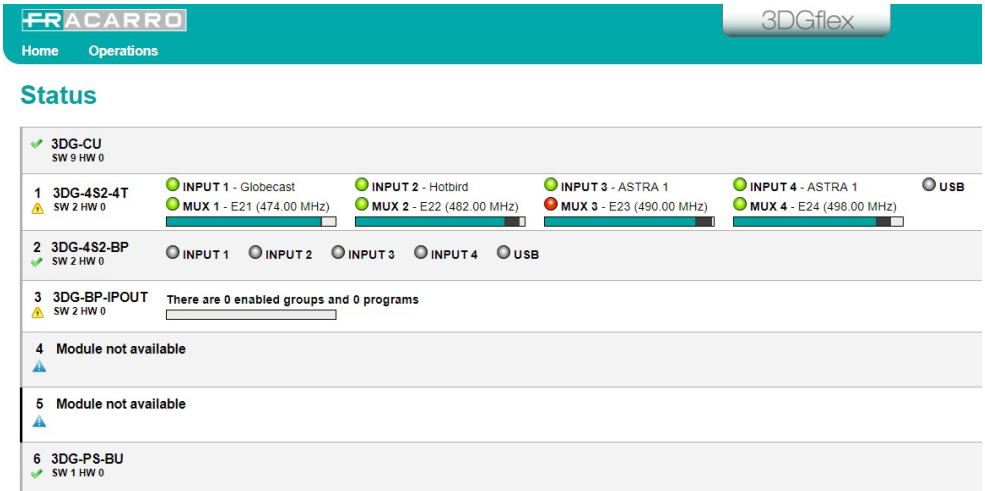 FRACARRO
3DGflex
Home Operations
Status
3DG-CU
SW 9 HW 0
1 3DG-4S2-4T
SW 2 HW 0
INPUT 1 - Globecast INPUT 2 - Hotbird INPUT 3 - ASTRA 1 INPUT 4 - ASTRA 1 USB
MUX 1 - E21 (474.00 MHz) MUX 2 - E22 (482.00 MHz) MUX 3 - E23 (490.00 MHz) MUX 4 - E24 (498.00 MHz)
2 3DG-4S2-BP
SW 2 HW 0
INPUT 1 INPUT 2 INPUT 3 INPUT 4 USB
3 3DG-BP-IPOUT
SW 2 HW 0
There are 0 enabled groups and 0 programs
4 Module not available
5 Module not available
6 3DG-PS-BU
SW 1 HW 0